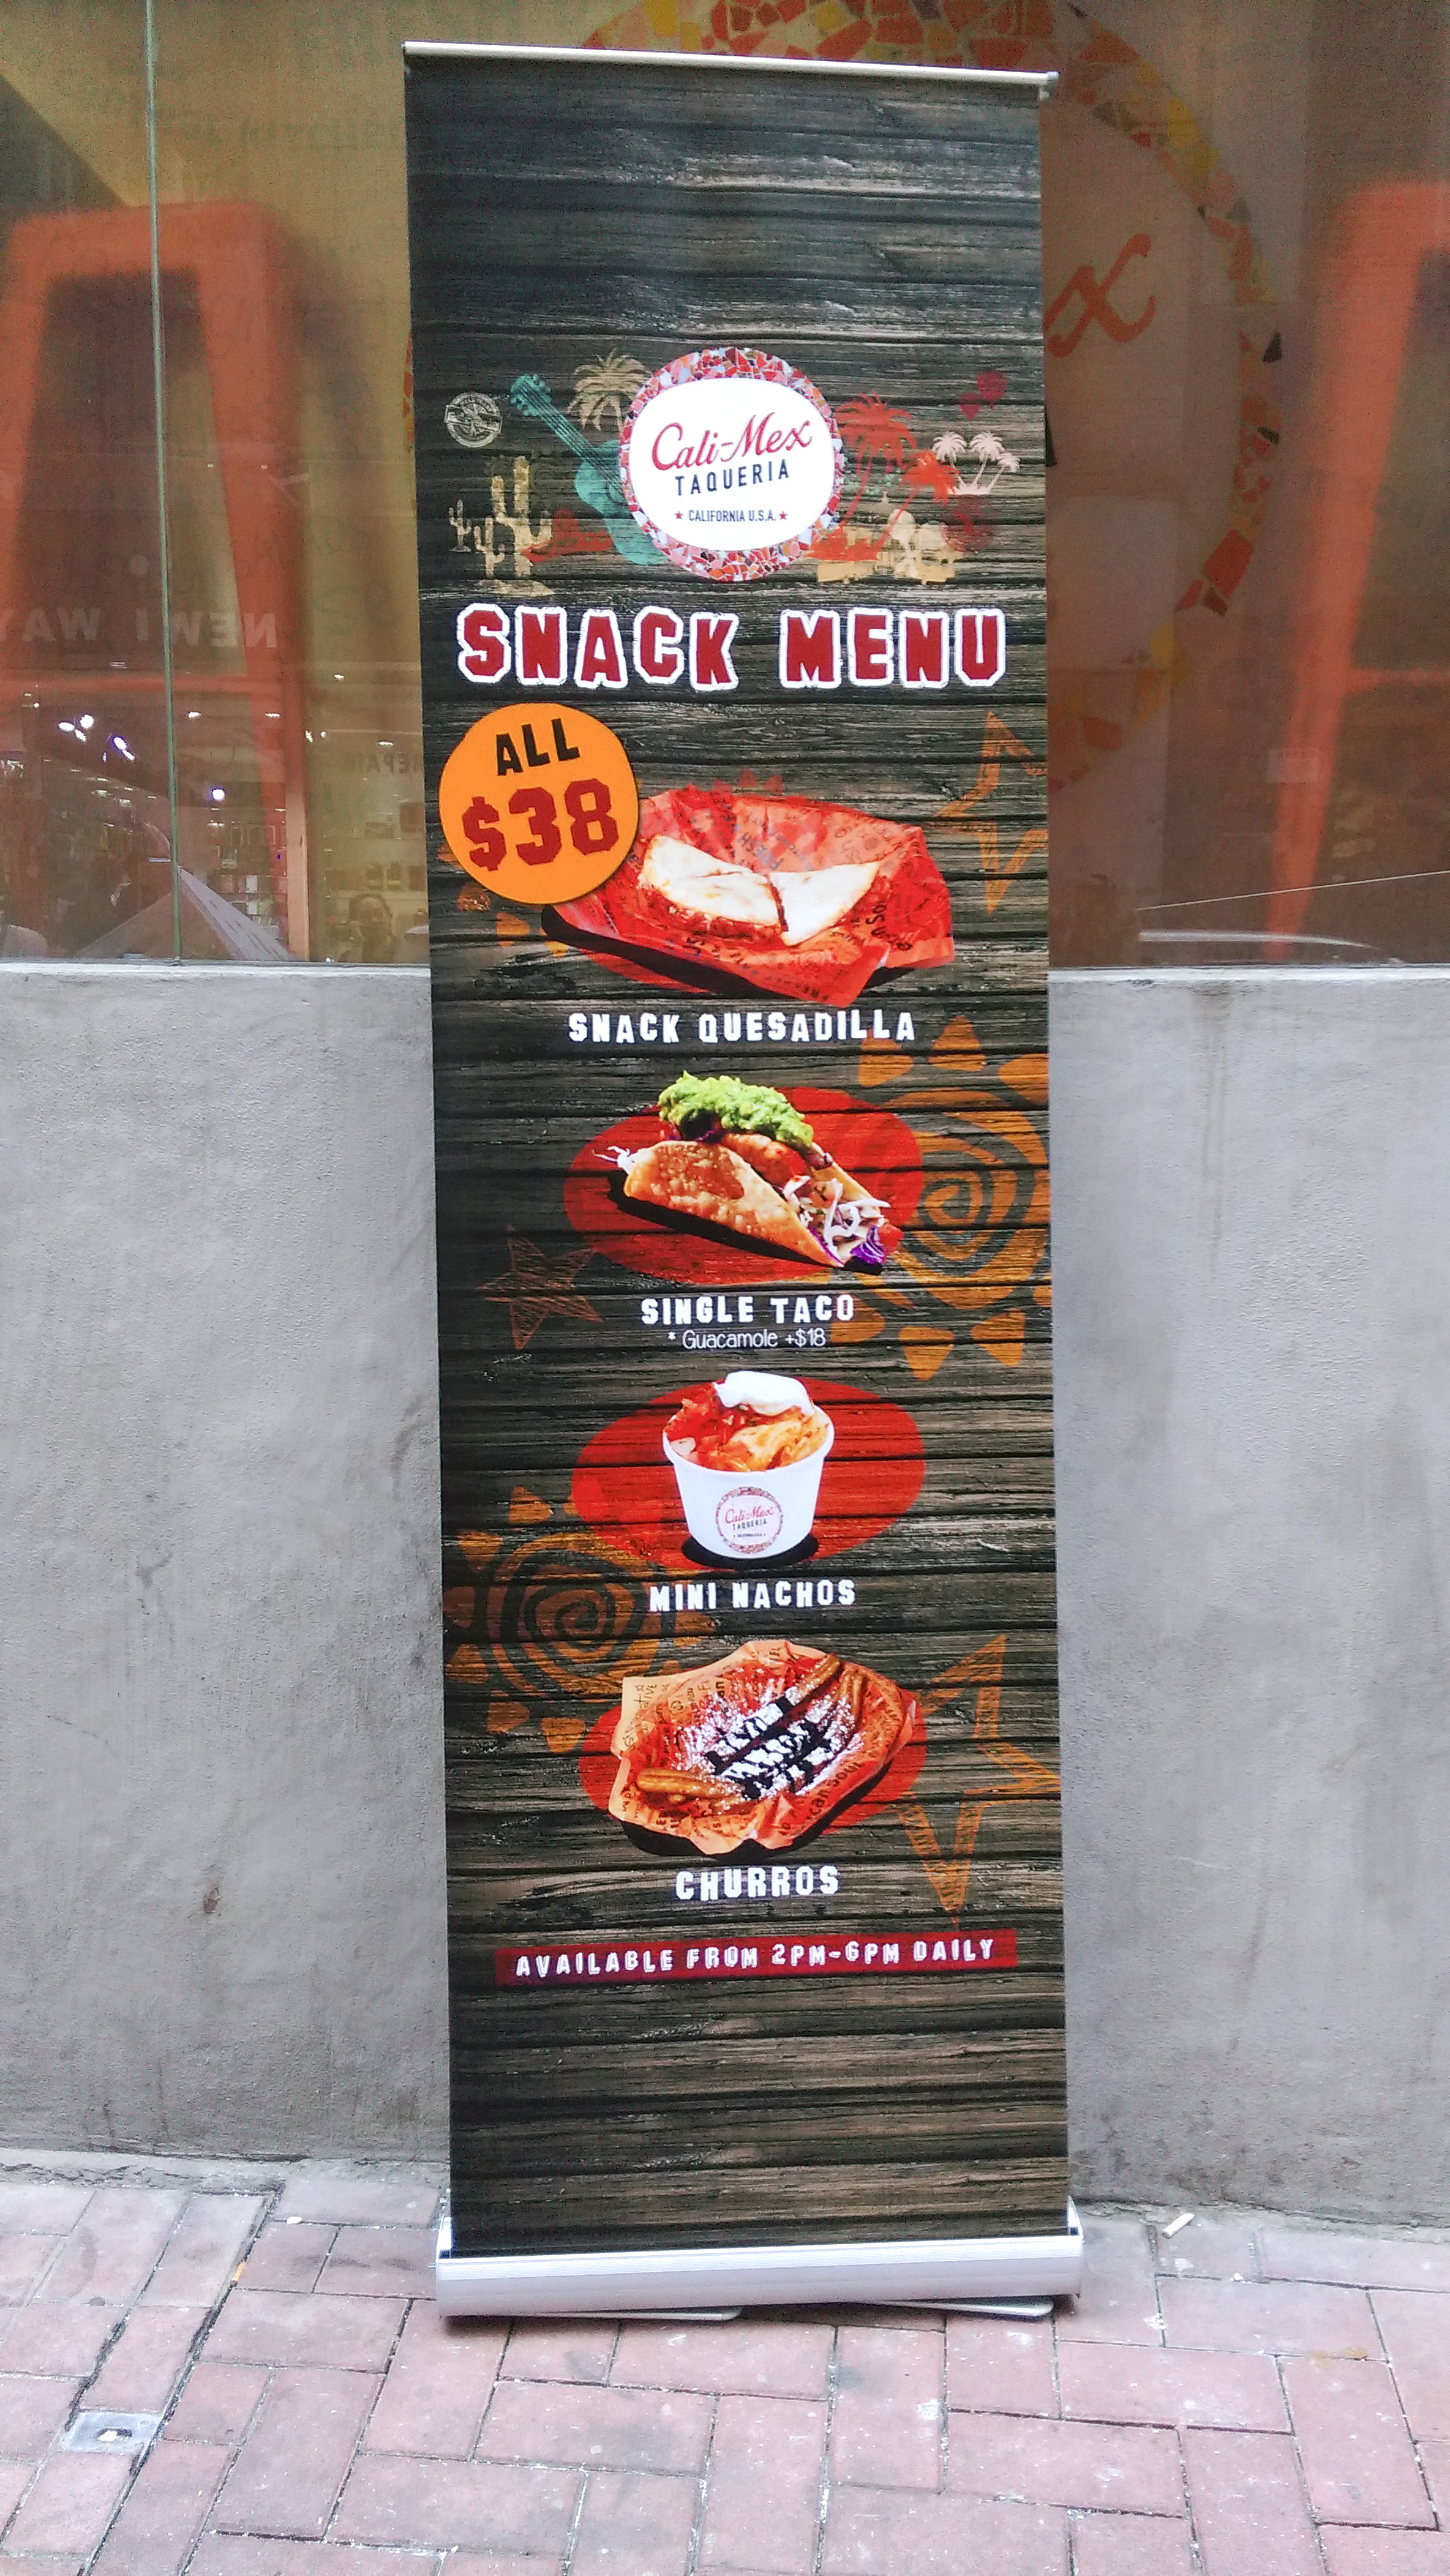 Cali-Mex
TAQUERIA
★ CALIFORNIA U.S.A. ★
SNACK MENU
ALL
$38
SNACK QUESADILLA
SINGLE TACO
* Guacamole +$18
Cali-Mex
TAQUERIA
MINI NACHOS
CHURROS
AVAILABLE FROM 2PM-6PM DAILY